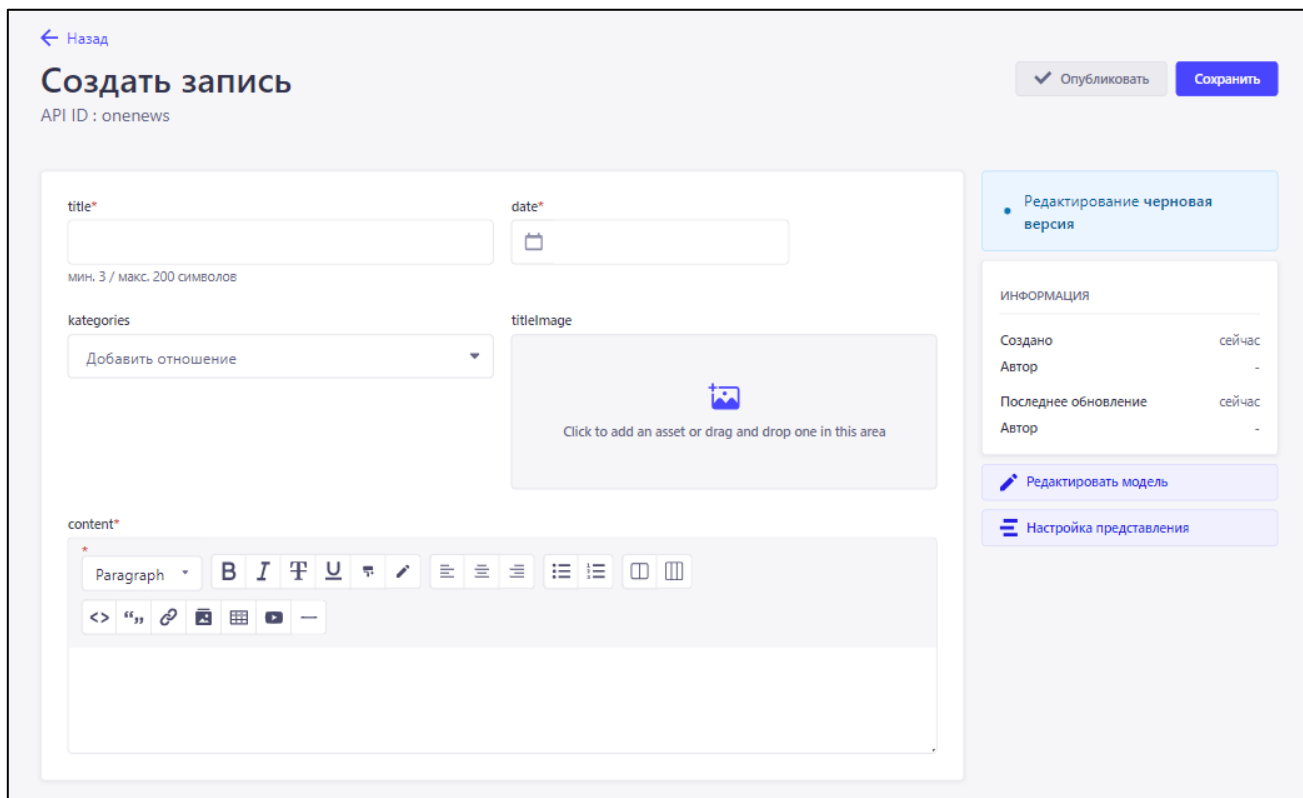 Назад
Создать запись
API ID : onenews
Опубликовать
Сохранить
title*
мин. 3 / макс. 200 символов
date*
kategories
Добавить отношение
titleImage
Click to add an asset or drag and drop one in this area
content*
*
Paragraph
B I T U
<> “„
Редактирование черновая
версия
ИНФОРМАЦИЯ
Создано сейчас
Автор -
Последнее обновление сейчас
Автор -
Редактировать модель
Настройка представления